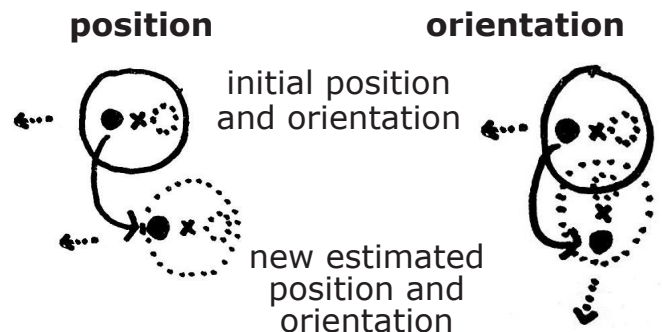 position
orientation
initial position
and orientation
new estimated
position and
orientation